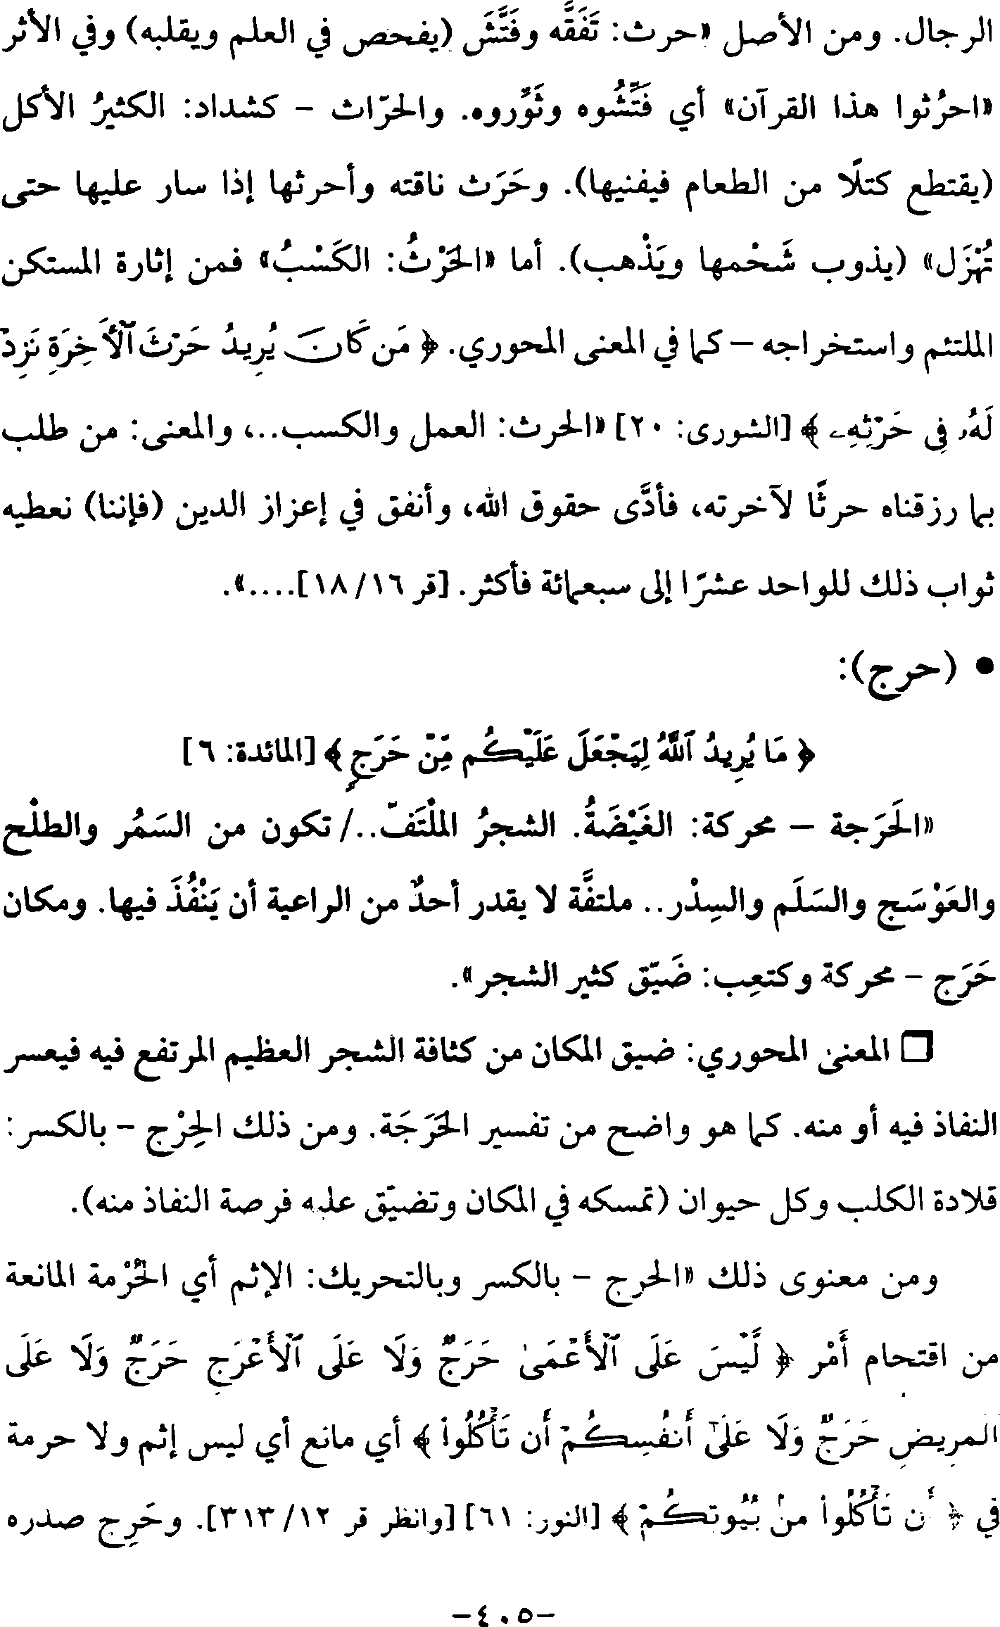 الرجال. ومن الأصل «حرث: تَفَقَّه وفَتَّشَ (يفحص في العلم ويقلبه) وفي الأثر
«احرُثوا هذا القرآن» أي فَتِّشُوه وثَوِّروه. والحرّاث - كشداد: الكثيرُ الأكل
(يقتطع كتلًا من الطعام فيفنيها). وحَرَث ناقته وأحرثها إذا سار عليها حتى
تُهْزَل» (يذوب شَحْمها ويَذْهب). أما «الحَرْثُ: الكَسْبُ» فمن إثارة المستكن
الملتئم واستخراجه – كما في المعنى المحوري. ﴿ مَن كَانَ يُرِيدُ حَرْثَ ٱلْأَخِرَةِ نَزِدْ
لَهُۥ فِى حَرْثِهِۦ ﴾ [الشورى: ٢٠] «الحرث: العمل والكسب..، والمعنى: من طلب
بما رزقناه حرثًا لآخرته، فأدَّى حقوق الله، وأنفق في إعزاز الدين (فإننا) نعطيه
ثواب ذلك للواحد عشرًا إلى سبعمائة فأكثر. [قر ١٦/ ١٨]....».
• (حرج):
﴿ مَا يُرِيدُ ٱللَّهُ لِيَجْعَلَ عَلَيْكُم مِّنْ حَرَجٍ ﴾ [المائدة: ٦]
«الحَرَجة – محركة: الغَيْضَةُ. الشجرُ الملْتَفّ../ تكون من السَمُر والطلْح
والعَوْسَج والسَلَم والسِدْر.. ملتفَّة لا يقدر أحدٌ من الراعية أن يَنْفُذَ فيها. ومكان
حَرَج - محركة وكتعِب: ضَيّق كثير الشجر».
❒ المعنى المحوري: ضيق المكان من كثافة الشجر العظيم المرتفع فيه فيعسر
النفاذ فيه أو منه. كما هو واضح من تفسير الحَرَجَة. ومن ذلك الحِرْج - بالكسر:
قلادة الكلب وكل حيوان (تمسكه في المكان وتضيّق عليه فرصة النفاذ منه).
ومن معنوى ذلك «الحرج - بالكسر وبالتحريك: الإثم أي الحُرْمة المانعة
من اقتحام أَمْر ﴿ لَّيْسَ عَلَى ٱلْأَعْمَىٰ حَرَجٌ وَلَا عَلَى ٱلْأَعْرَجِ حَرَجٌ وَلَا عَلَى
المرِيضِ حَرَجٌ وَلَا عَلَىٰٓ أَنفُسِكُمْ أَن تَأْكُلُواْ ﴾ أي مانع أي ليس إثم ولا حرمة
في ﴿ أَن تَأْكُلُواْ مِنْ بُيُوتِكُمْ ﴾ [النور: ٦١] [وانظر قر ١٢/ ٣١٣]. وحَرِج صدره
-٤٠٥-